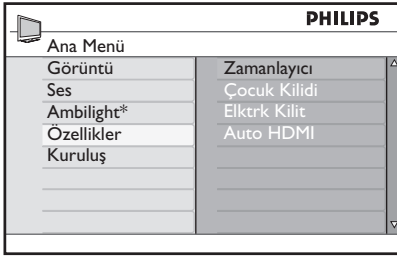 PHILIPS
Ana Menü
Görüntü
Ses
Ambilight*
Özellikler
Kuruluş
Zamanlayıcı
Çocuk Kilidi
Elktrk Kilit
Auto HDMI